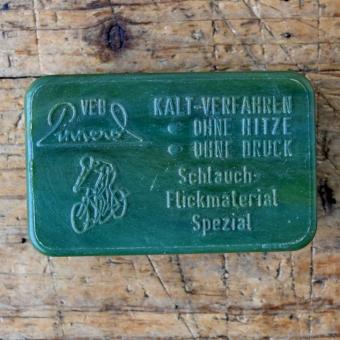 VEB
KALT-VERFAHREN
OHNE HITZE
OHNE DRUCK
Schlauch-
Flickmaterial
Spezial